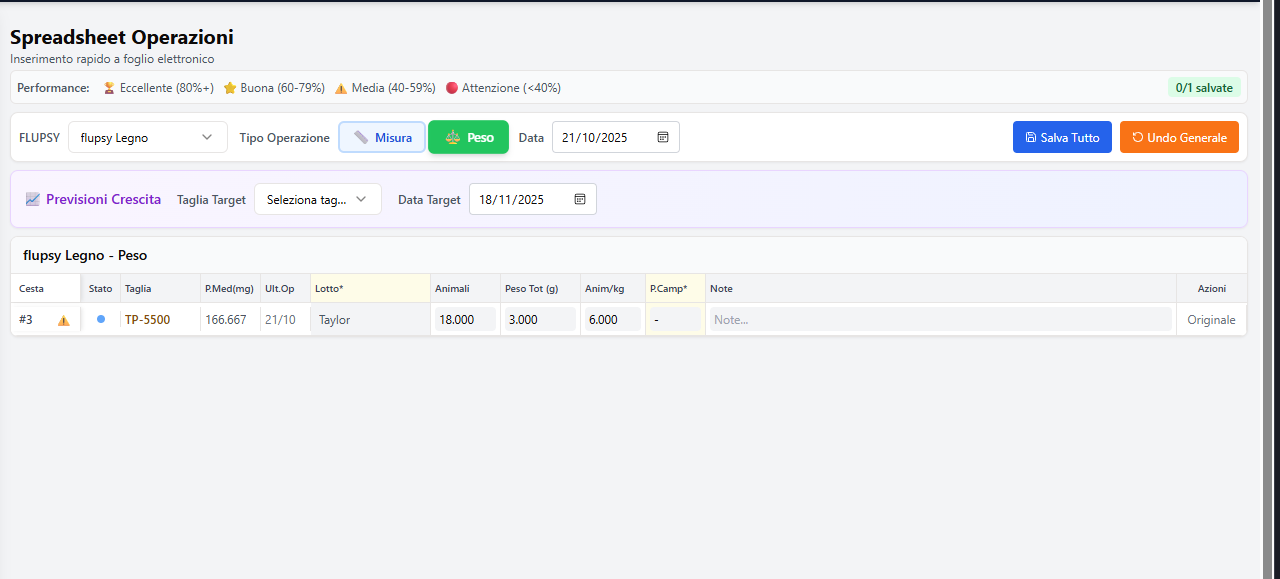 Spreadsheet Operazioni
Inserimento rapido a foglio elettronico
Performance: Eccellente (80%+) Buona (60-79%) Media (40-59%) Attenzione (<40%) 0/1 salvate
FLUPSY flupsy Legno Tipo Operazione Misura Peso Data 21/10/2025 Salva Tutto Undo Generale
Previsioni Crescita Taglia Target Seleziona tag... Data Target 18/11/2025
flupsy Legno - Peso
Cesta Stato Taglia P.Med(mg) Ult.Op Lotto* Animali Peso Tot (g) Anim/kg P.Camp* Note Azioni
#3 TP-5500 166.667 21/10 Taylor 18.000 3.000 6.000 - Note... Originale